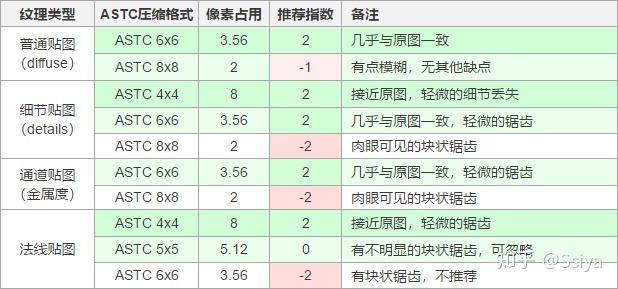 纹理类型 ASTC压缩格式 像素占用 推荐指数 备注
普通贴图
（diffuse）
ASTC 6x6 3.56 2 几乎与原图一致
ASTC 8x8 2 -1 有点模糊，无其他缺点
细节贴图
（details）
ASTC 4x4 8 2 接近原图，轻微的细节丢失
ASTC 6x6 3.56 2 几乎与原图一致，轻微的锯齿
ASTC 8x8 2 -2 肉眼可见的块状锯齿
通道贴图
（金属度）
ASTC 6x6 3.56 2 几乎与原图一致，轻微的锯齿
ASTC 8x8 2 -2 肉眼可见的块状锯齿
法线贴图
ASTC 4x4 8 2 接近原图，轻微的锯齿
ASTC 5x5 5.12 0 有不明显的块状锯齿，可忽略
ASTC 6x6 3.56 -2 有块状锯齿，不推荐
知乎 @Ssiya